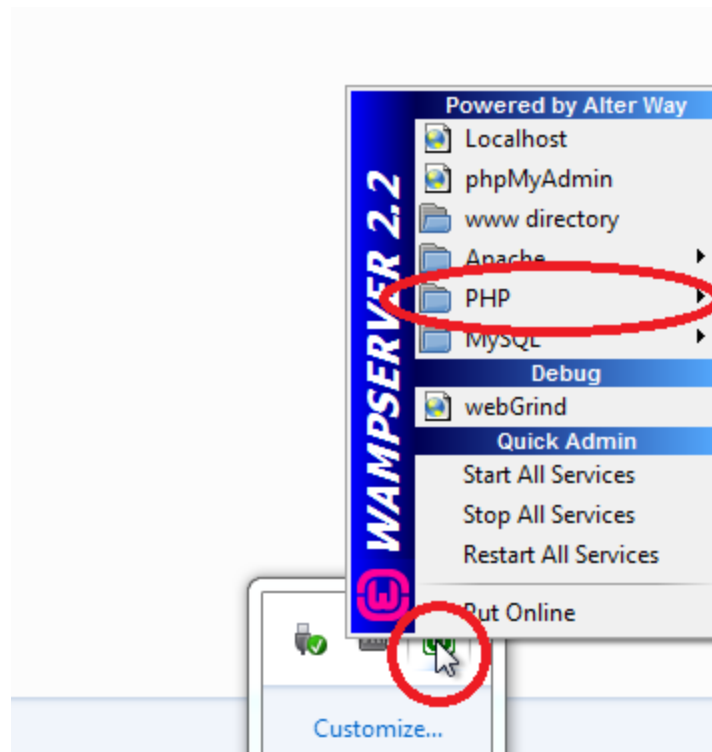 Powered by Alter Way
Localhost
phpMyAdmin
www directory
Apache
PHP
MySQL
Debug
webGrind
Quick Admin
Start All Services
Stop All Services
Restart All Services
Put Online
WAMPSERVER 2.2
Customize...